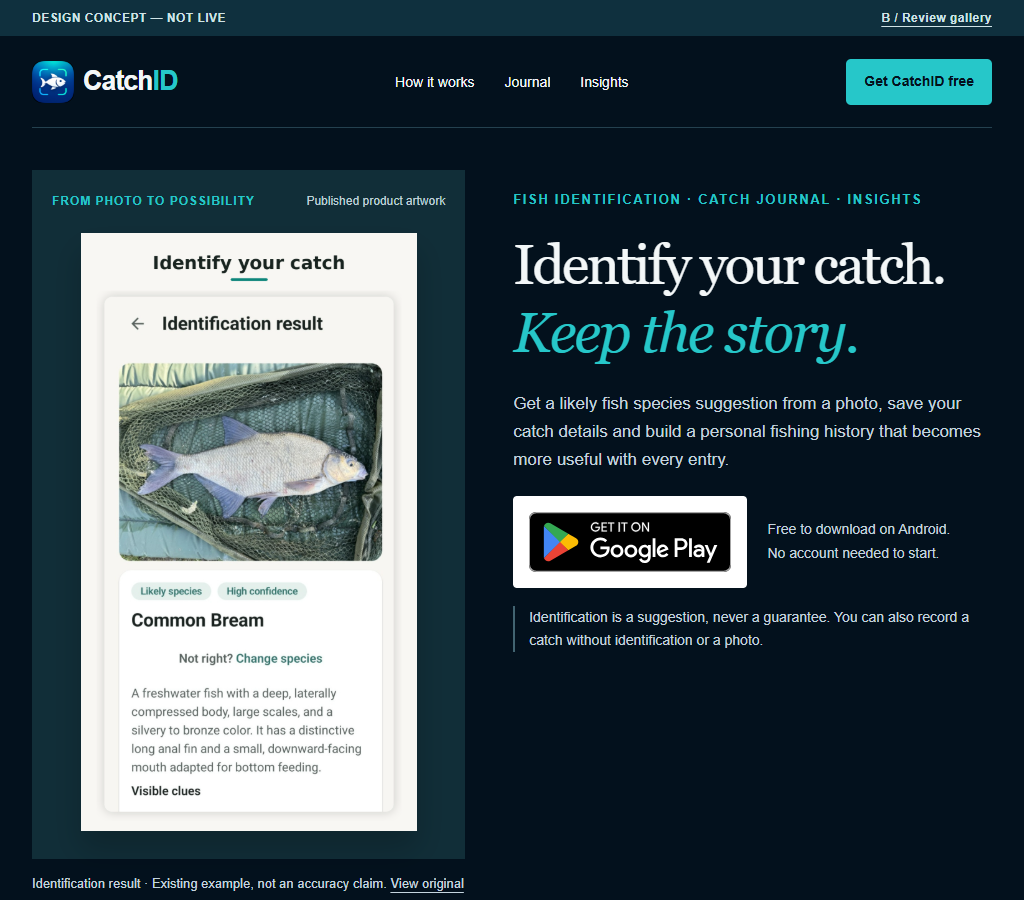 DESIGN CONCEPT — NOT LIVE
B / Review gallery
CatchID
How it works
Journal
Insights
Get CatchID free
FROM PHOTO TO POSSIBILITY
Published product artwork
Identify your catch
Identification result
Likely species
High confidence
Common Bream
Not right? Change species
A freshwater fish with a deep, laterally
compressed body, large scales, and a
silvery to bronze color. It has a distinctive
long anal fin and a small, downward-facing
mouth adapted for bottom feeding.
Visible clues
Identification result · Existing example, not an accuracy claim. View original
FISH IDENTIFICATION · CATCH JOURNAL · INSIGHTS
Identify your catch.
Keep the story.
Get a likely fish species suggestion from a photo, save your
catch details and build a personal fishing history that becomes
more useful with every entry.
GET IT ON
Google Play
Free to download on Android.
No account needed to start.
Identification is a suggestion, never a guarantee. You can also record a
catch without identification or a photo.